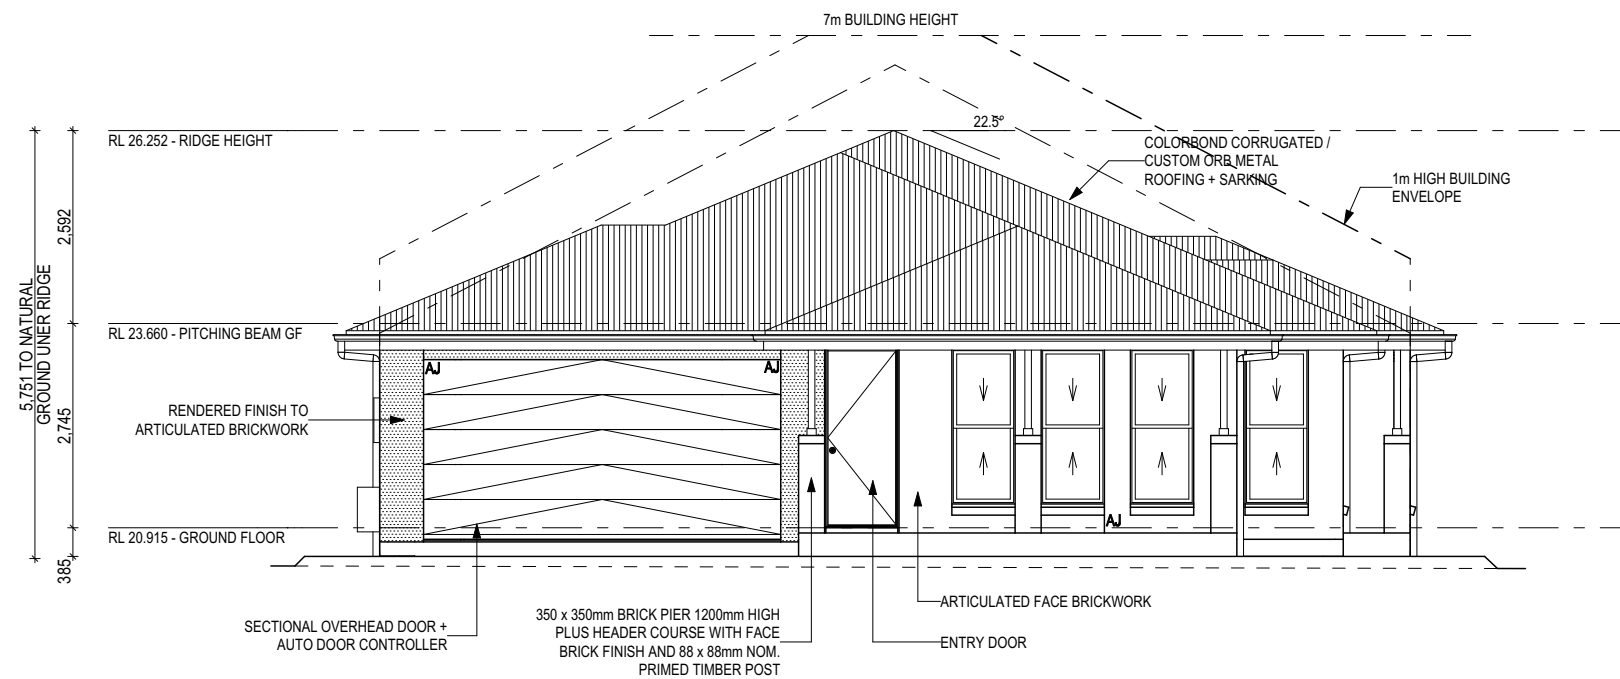 7m BUILDING HEIGHT
RL 26.252 - RIDGE HEIGHT
22.5°
COLORBOND CORRUGATED /
CUSTOM ORB METAL
ROOFING + SARKING
1m HIGH BUILDING
ENVELOPE
2,592
5,751 TO NATURAL
GROUND UNER RIDGE
RL 23.660 - PITCHING BEAM GF
AJ
AJ
2,745
RENDERED FINISH TO
ARTICULATED BRICKWORK
AJ
RL 20.915 - GROUND FLOOR
385
SECTIONAL OVERHEAD DOOR +
AUTO DOOR CONTROLLER
350 x 350mm BRICK PIER 1200mm HIGH
PLUS HEADER COURSE WITH FACE
BRICK FINISH AND 88 x 88mm NOM.
PRIMED TIMBER POST
ENTRY DOOR
ARTICULATED FACE BRICKWORK